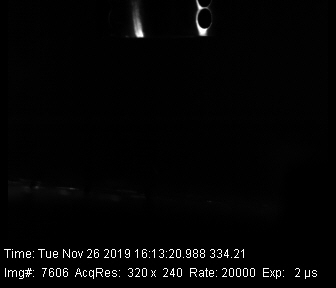 Time: Tue Nov 26 2019 16:13:20.988 334.21
Img#: 7606 AcqRes: 320 x 240 Rate: 20000 Exp: 2 µs